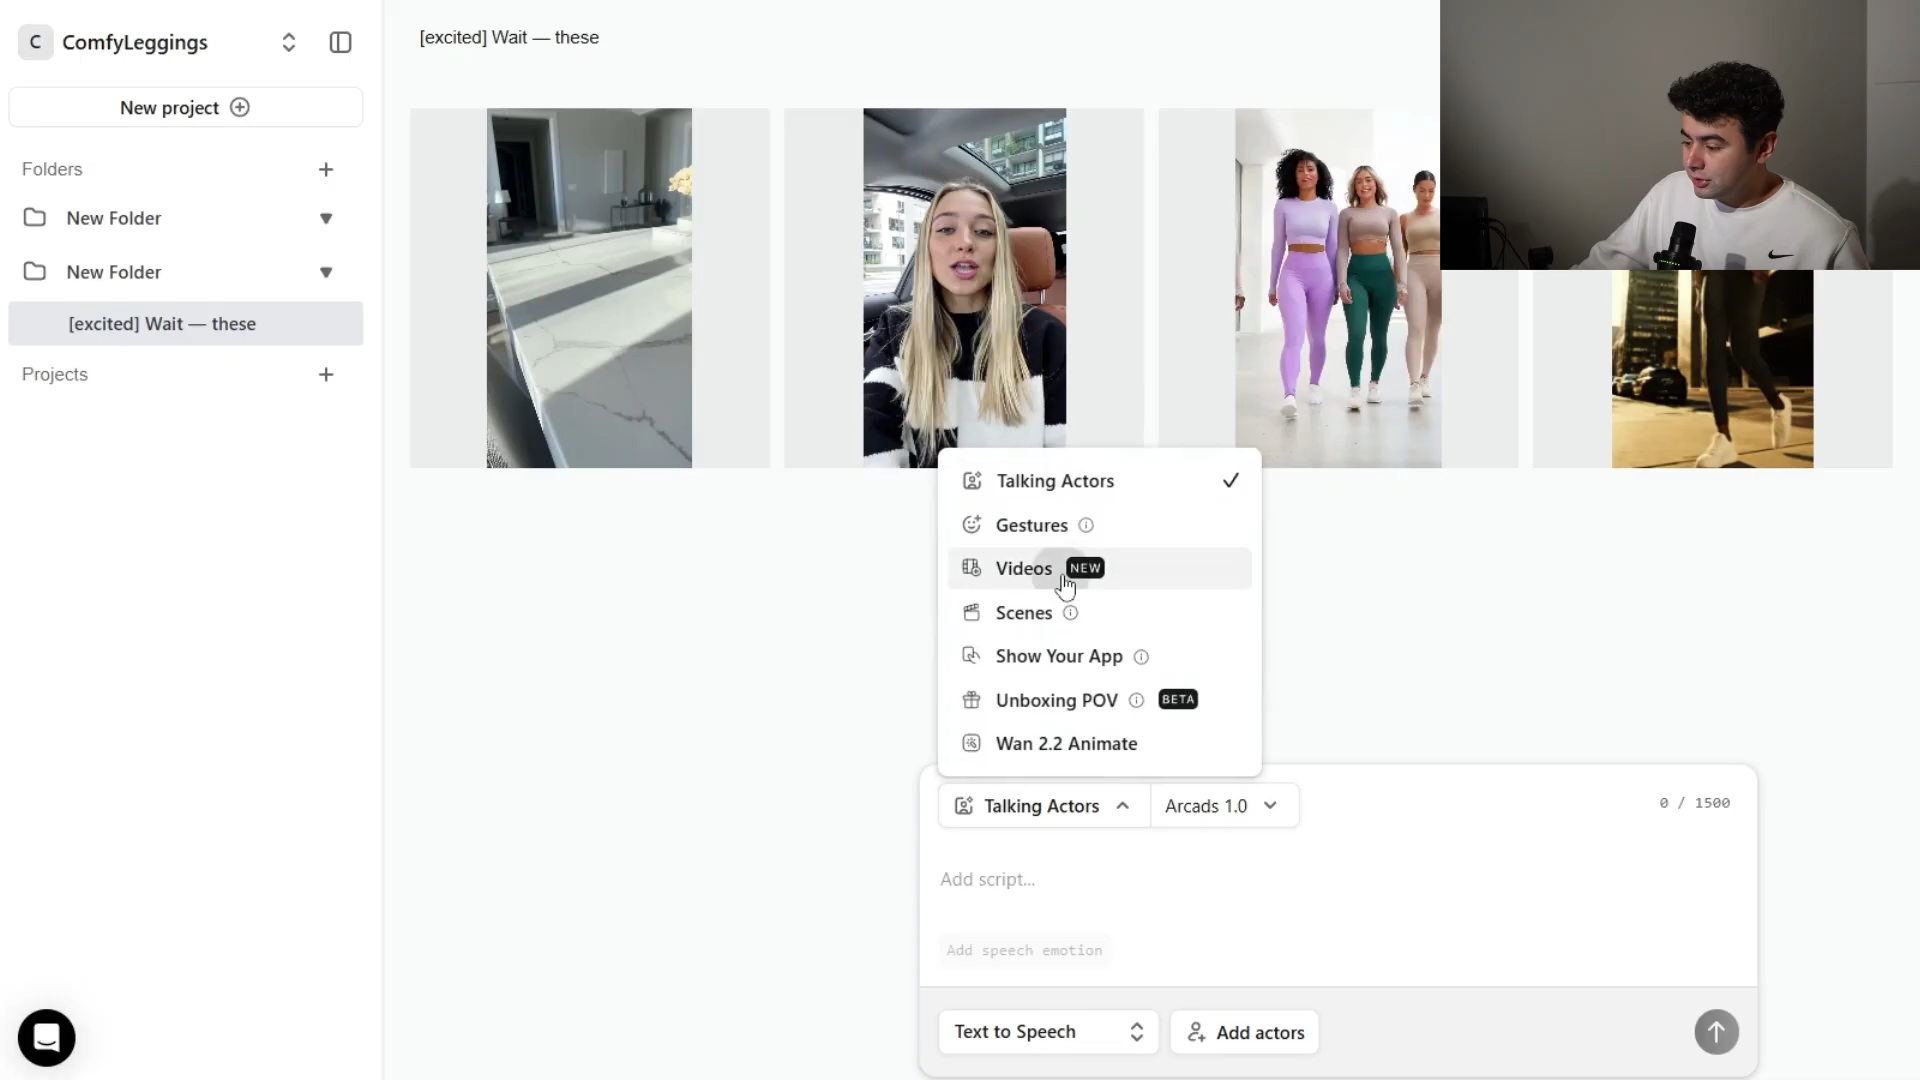 C ComfyLeggings
New project
Folders
New Folder
New Folder
[excited] Wait — these
Projects
[excited] Wait — these
Talking Actors
Gestures
Videos NEW
Scenes
Show Your App
Unboxing POV BETA
Wan 2.2 Animate
Talking Actors
Arcads 1.0
0 / 1500
Add script...
Add speech emotion
Text to Speech
Add actors